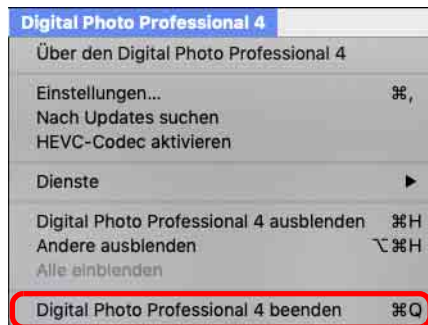 Digital Photo Professional 4
Über den Digital Photo Professional 4
Einstellungen... ⌘,
Nach Updates suchen
HEVC-Codec aktivieren
Dienste ▶
Digital Photo Professional 4 ausblenden ⌘H
Andere ausblenden ⌥⌘H
Alle einblenden
Digital Photo Professional 4 beenden ⌘Q